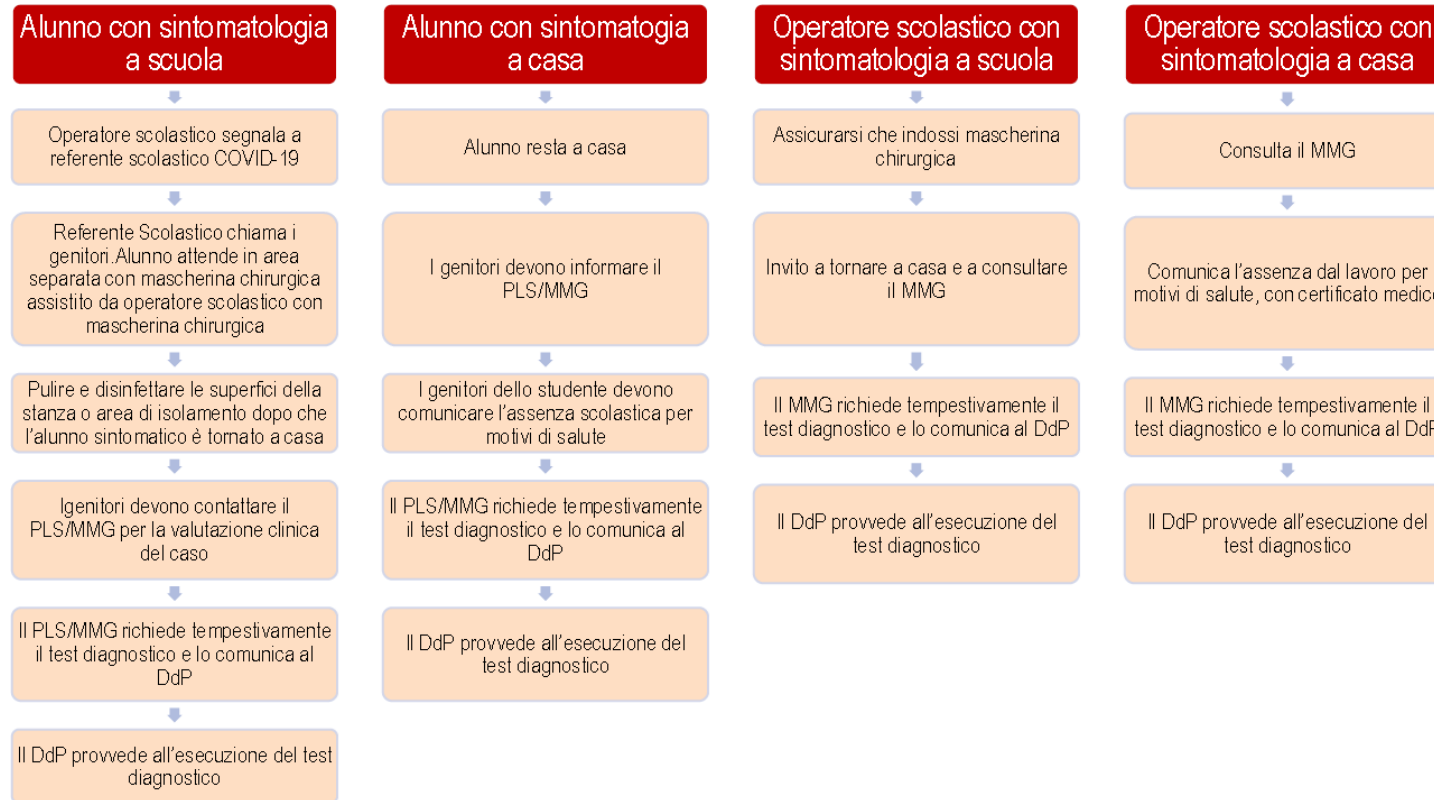 Alunno con sintomatologia
a scuola
Operatore scolastico segnala a
referente scolastico COVID-19
Referente Scolastico chiama i
genitori.Alunno attende in area
separata con mascherina chirurgica
assistito da operatore scolastico con
mascherina chirurgica
Pulire e disinfettare le superfici della
stanza o area di isolamento dopo che
l'alunno sintomatico è tornato a casa
Igenitori devono contattare il
PLS/MMG per la valutazione clinica
del caso
Il PLS/MMG richiede tempestivamente
il test diagnostico e lo comunica al
DdP
Il DdP provvede all'esecuzione del test
diagnostico
Alunno con sintomatogia
a casa
Alunno resta a casa
I genitori devono informare il
PLS/MMG
I genitori dello studente devono
comunicare l'assenza scolastica per
motivi di salute
Il PLS/MMG richiede tempestivamente
il test diagnostico e lo comunica al
DdP
Il DdP provvede all'esecuzione del
test diagnostico
Operatore scolastico con
sintomatologia a scuola
Assicurarsi che indossi mascherina
chirurgica
Invito a tornare a casa e a consultare
il MMG
Il MMG richiede tempestivamente il
test diagnostico e lo comunica al DdP
Il DdP provvede all'esecuzione del
test diagnostico
Operatore scolastico con
sintomatologia a casa
Consulta il MMG
Comunica l'assenza dal lavoro per
motivi di salute, con certificato medico
Il MMG richiede tempestivamente il
test diagnostico e lo comunica al DdP
Il DdP provvede all'esecuzione del
test diagnostico